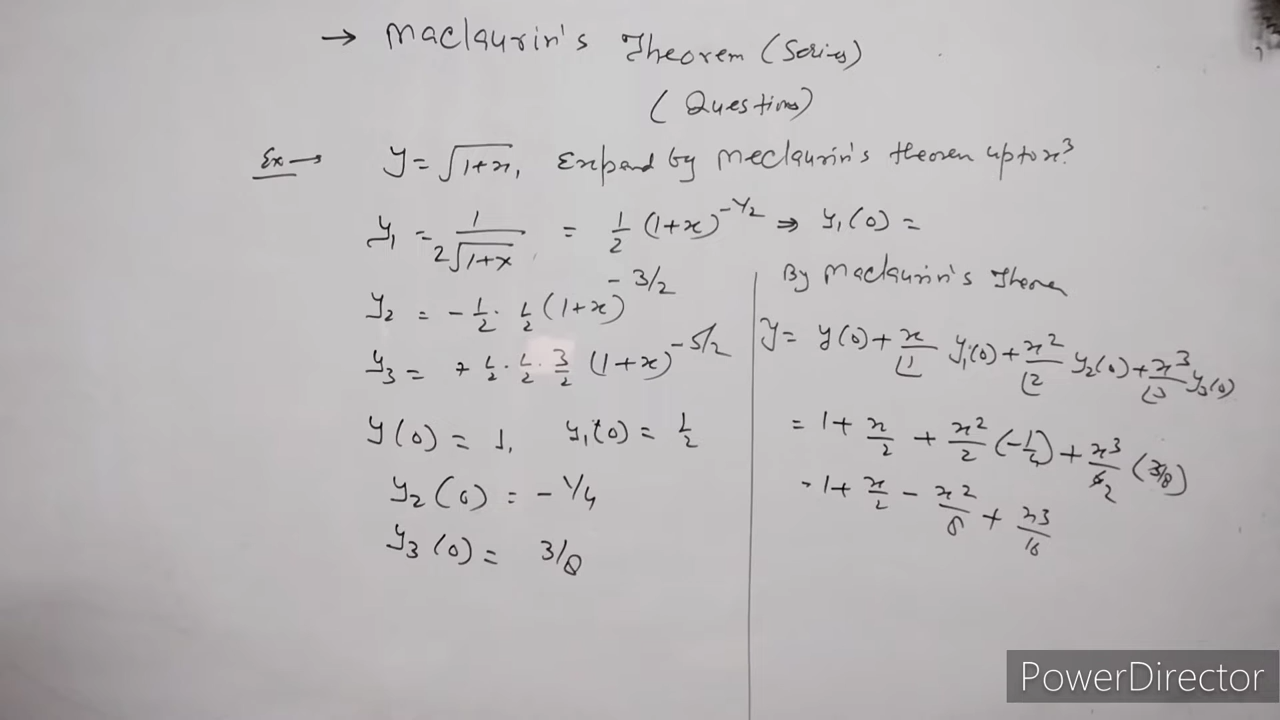 → Maclaurin's Theorem (Series)
(Questions)
Ex → y = √1+x, Expand by Meclaurin's theorem upto x³?
y₁ = 1/2√1+x = 1/2 (1+x)^-1/2 ⇒ y₁(0) =
y₂ = -1/2 · 1/2 (1+x)^-3/2
y₃ = + 1/2 · 1/2 · 3/2 (1+x)^-5/2
y(0) = 1, y₁(0) = 1/2
y₂(0) = -1/4
y₃(0) = 3/8
By Maclaurin's Theorem
y = y(0) + x/⌊1 y₁(0) + x²/⌊2 y₂(0) + x³/⌊3 y₃(0)
= 1 + x/2 + x²/2 (-1/4) + x³/6 2 (3/8)
= 1 + x/2 - x²/8 + x3/16
PowerDirector